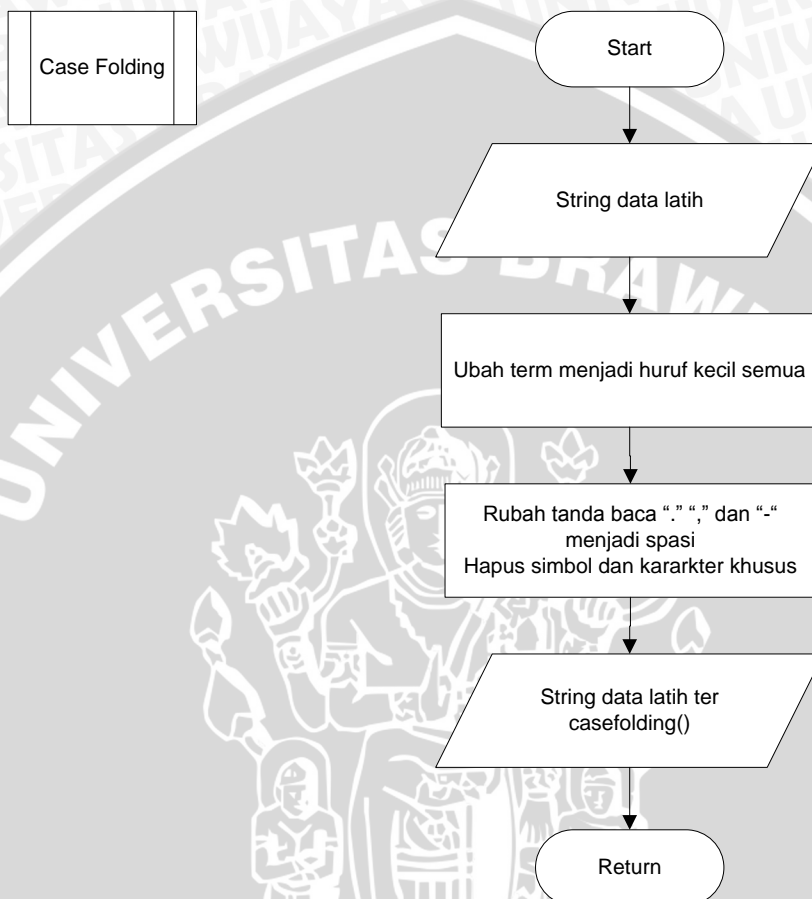 Case Folding
Start
String data latih
UNIVERSITAS BRAWI
Ubah term menjadi huruf kecil semua
Rubah tanda baca “.” “,” dan “-“
menjadi spasi
Hapus simbol dan kararkter khusus
String data latih ter
casefolding()
Return